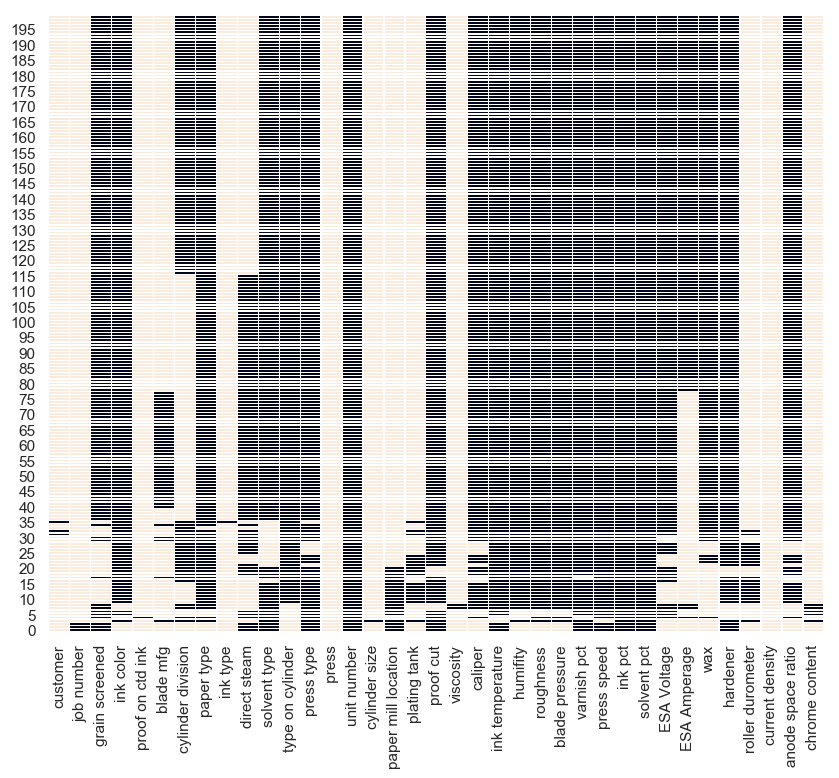 195
190
185
180
175
170
165
160
155
150
145
140
135
130
125
120
115
110
105
100
95
90
85
80
75
70
65
60
55
50
45
40
35
30
25
20
15
10
5
0
customer
job number
grain screened
ink color
proof on ctd ink
blade mfg
cylinder division
paper type
ink type
direct steam
solvent type
type on cylinder
press type
press
unit number
cylinder size
paper mill location
plating tank
proof cut
viscosity
caliper
ink temperature
humifity
roughness
blade pressure
varnish pct
press speed
ink pct
solvent pct
ESA Voltage
ESA Amperage
wax
hardener
roller durometer
current density
anode space ratio
chrome content